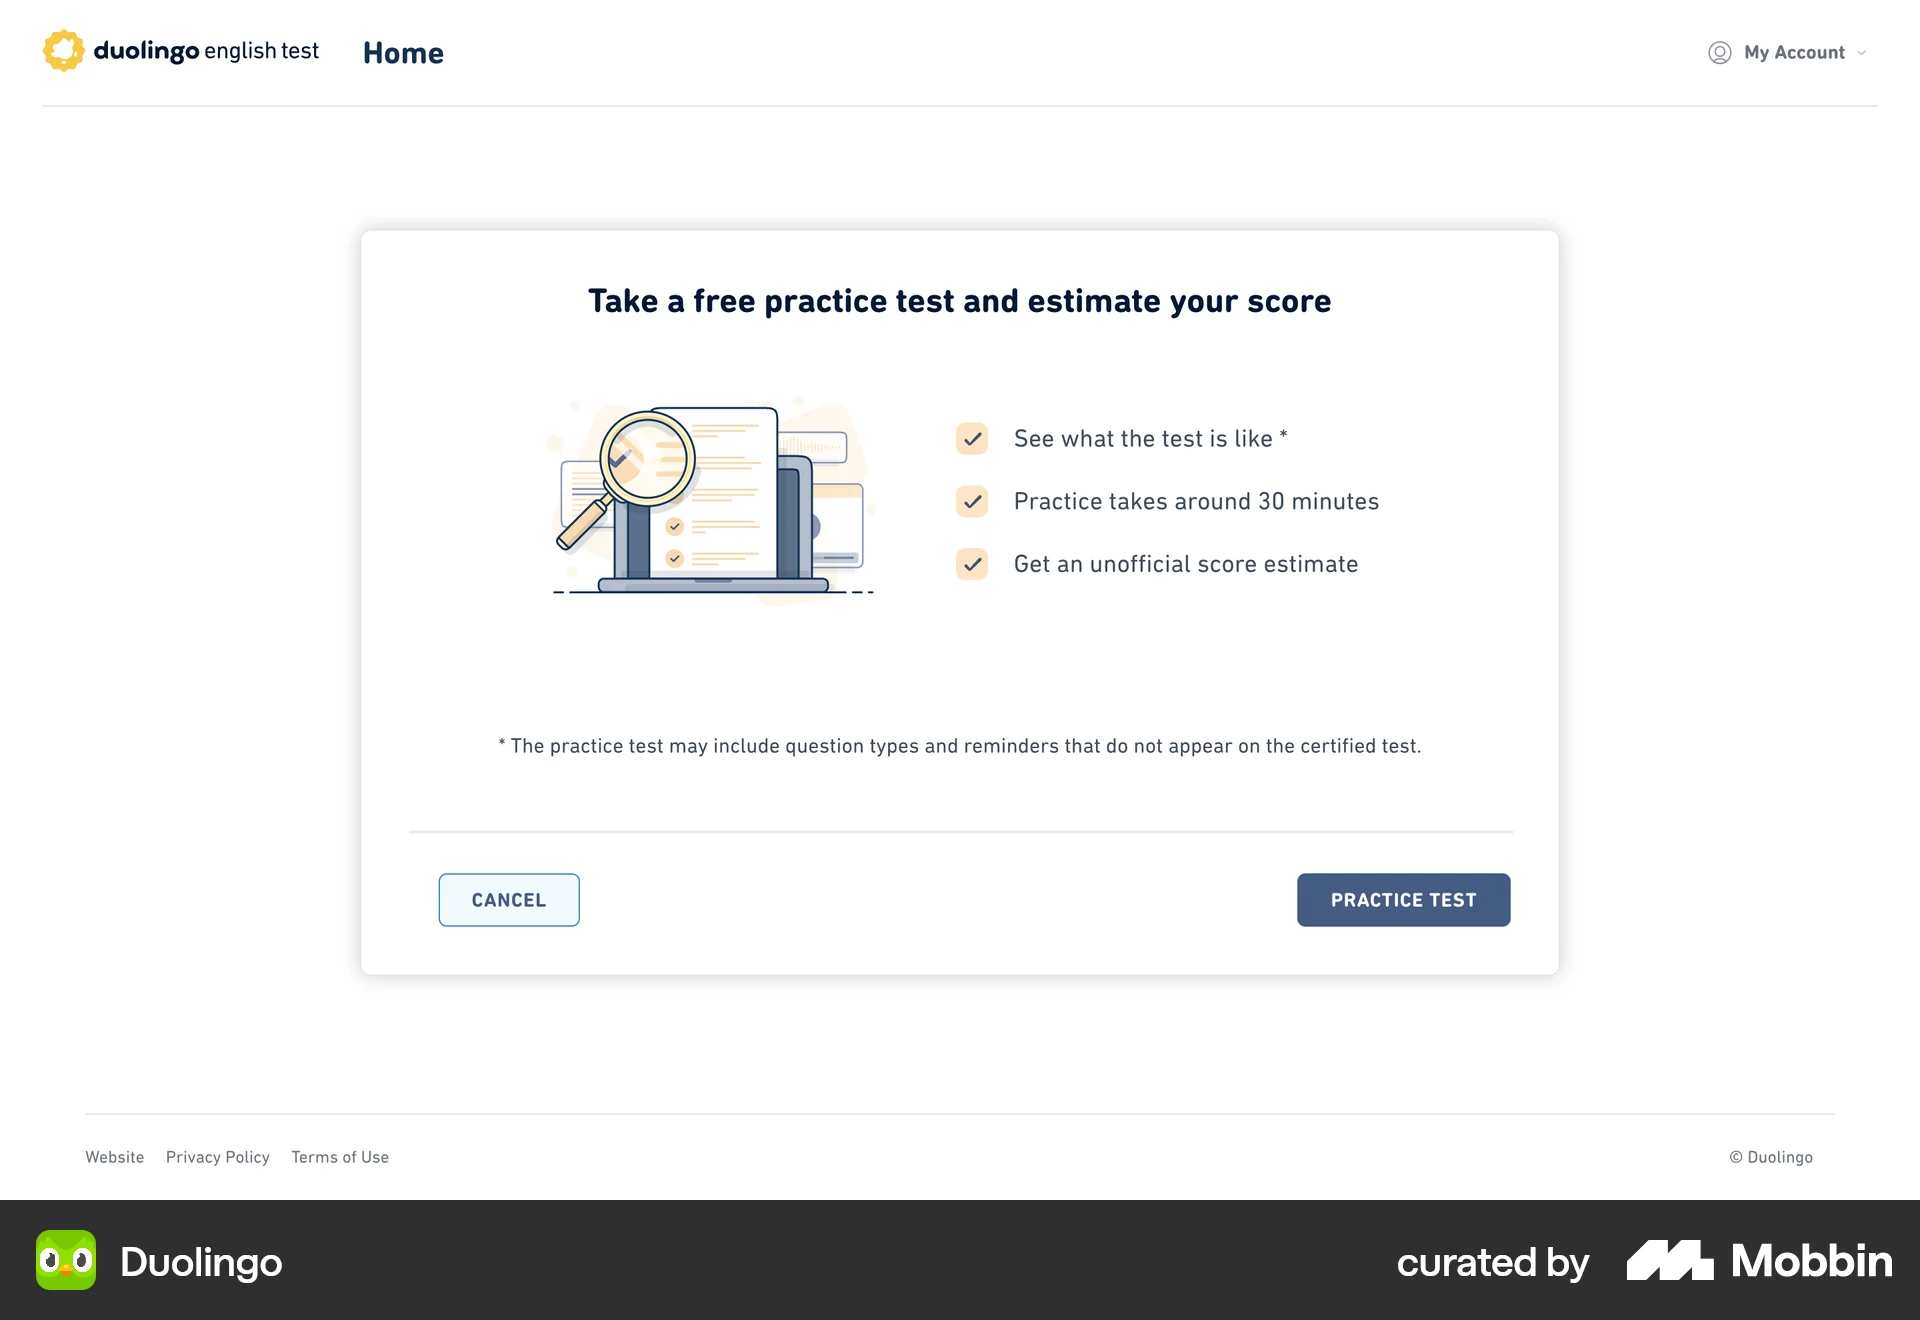 duolingo english test
Home
My Account
Take a free practice test and estimate your score
See what the test is like *
Practice takes around 30 minutes
Get an unofficial score estimate
* The practice test may include question types and reminders that do not appear on the certified test.
CANCEL
PRACTICE TEST
Website
Privacy Policy
Terms of Use
© Duolingo
Duolingo
curated by
Mobbin